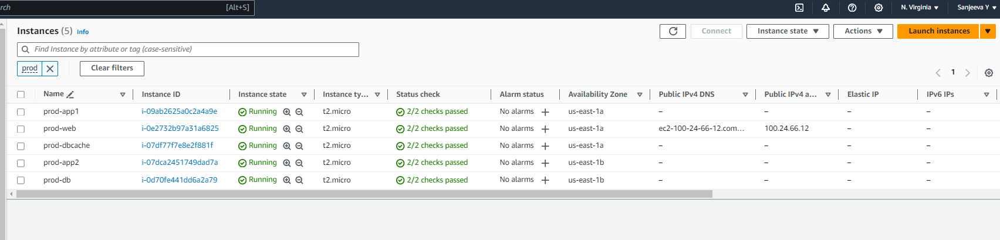 rch [Alt+S] N. Virginia Sanjeeva Y
Instances (5) Info Connect Instance state Actions Launch instances
Find Instance by attribute or tag (case-sensitive)
prod Clear filters
1
Name Instance ID Instance state Instance ty... Status check Alarm status Availability Zone Public IPv4 DNS Public IPv4 a... Elastic IP IPv6 IPs
prod-app1 i-09ab2625a0c2a4a9e Running t2.micro 2/2 checks passed No alarms + us-east-1a – – – –
prod-web i-0e2732b97a31a6825 Running t2.micro 2/2 checks passed No alarms + us-east-1a ec2-100-24-66-12.com... 100.24.66.12 – –
prod-dbcache i-07df77f7e8e2f881f Running t2.micro 2/2 checks passed No alarms + us-east-1a – – – –
prod-app2 i-07dca2451749dad7a Running t2.micro 2/2 checks passed No alarms + us-east-1b – – – –
prod-db i-0d70fe441dd6a2a79 Running t2.micro 2/2 checks passed No alarms + us-east-1b – – – –